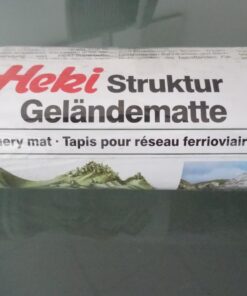 Heki Struktur
Geländematte
nery mat · Tapis pour réseau ferroviair